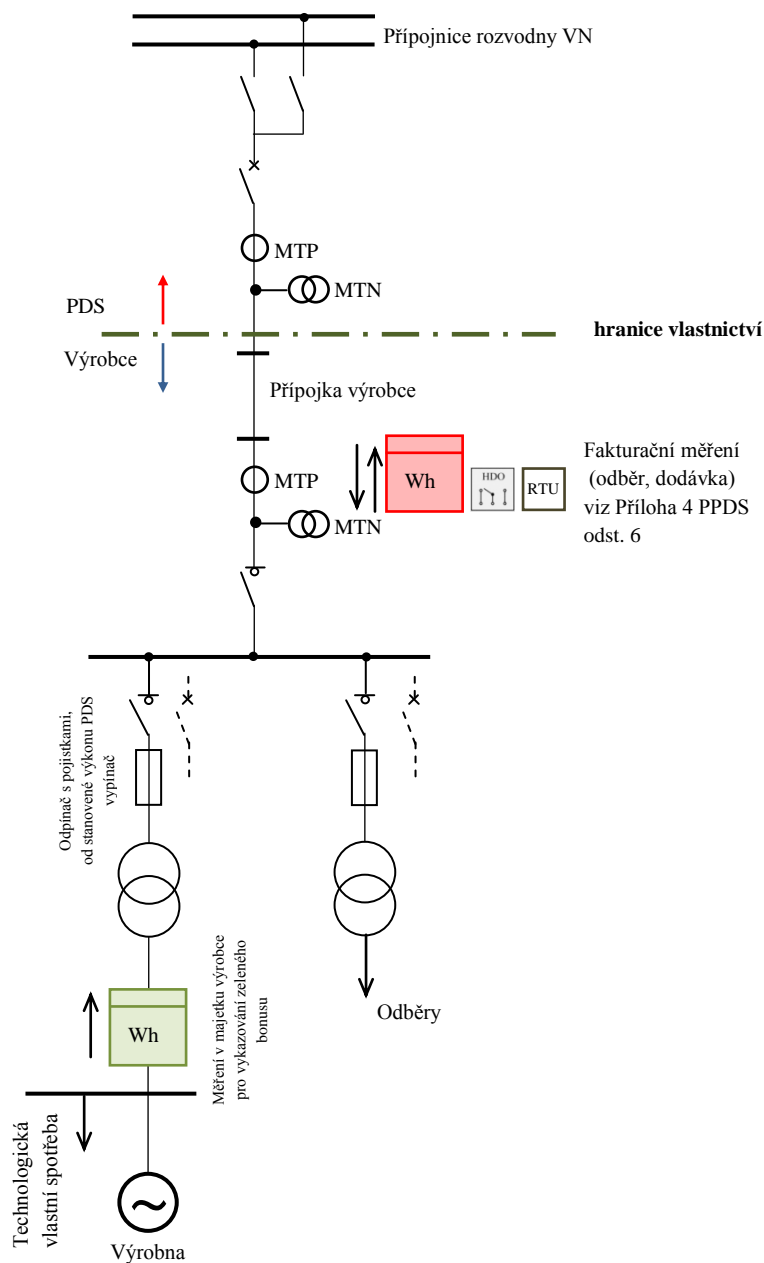 Přípojnice rozvodny VN
MTP
MTN
PDS
hranice vlastnictví
Výrobce
Přípojka výrobce
MTP
MTN
Wh
HDO
RTU
Fakturační měření
(odběr, dodávka)
viz Příloha 4 PPDS
odst. 6
Odpínač s pojistkami,
od stanovené výkonu PDS
vypínač
Wh
Měření v majetku výrobce
pro vykazování zeleného
bonusu
Odběry
Technologická
vlastní spotřeba
~
Výrobna